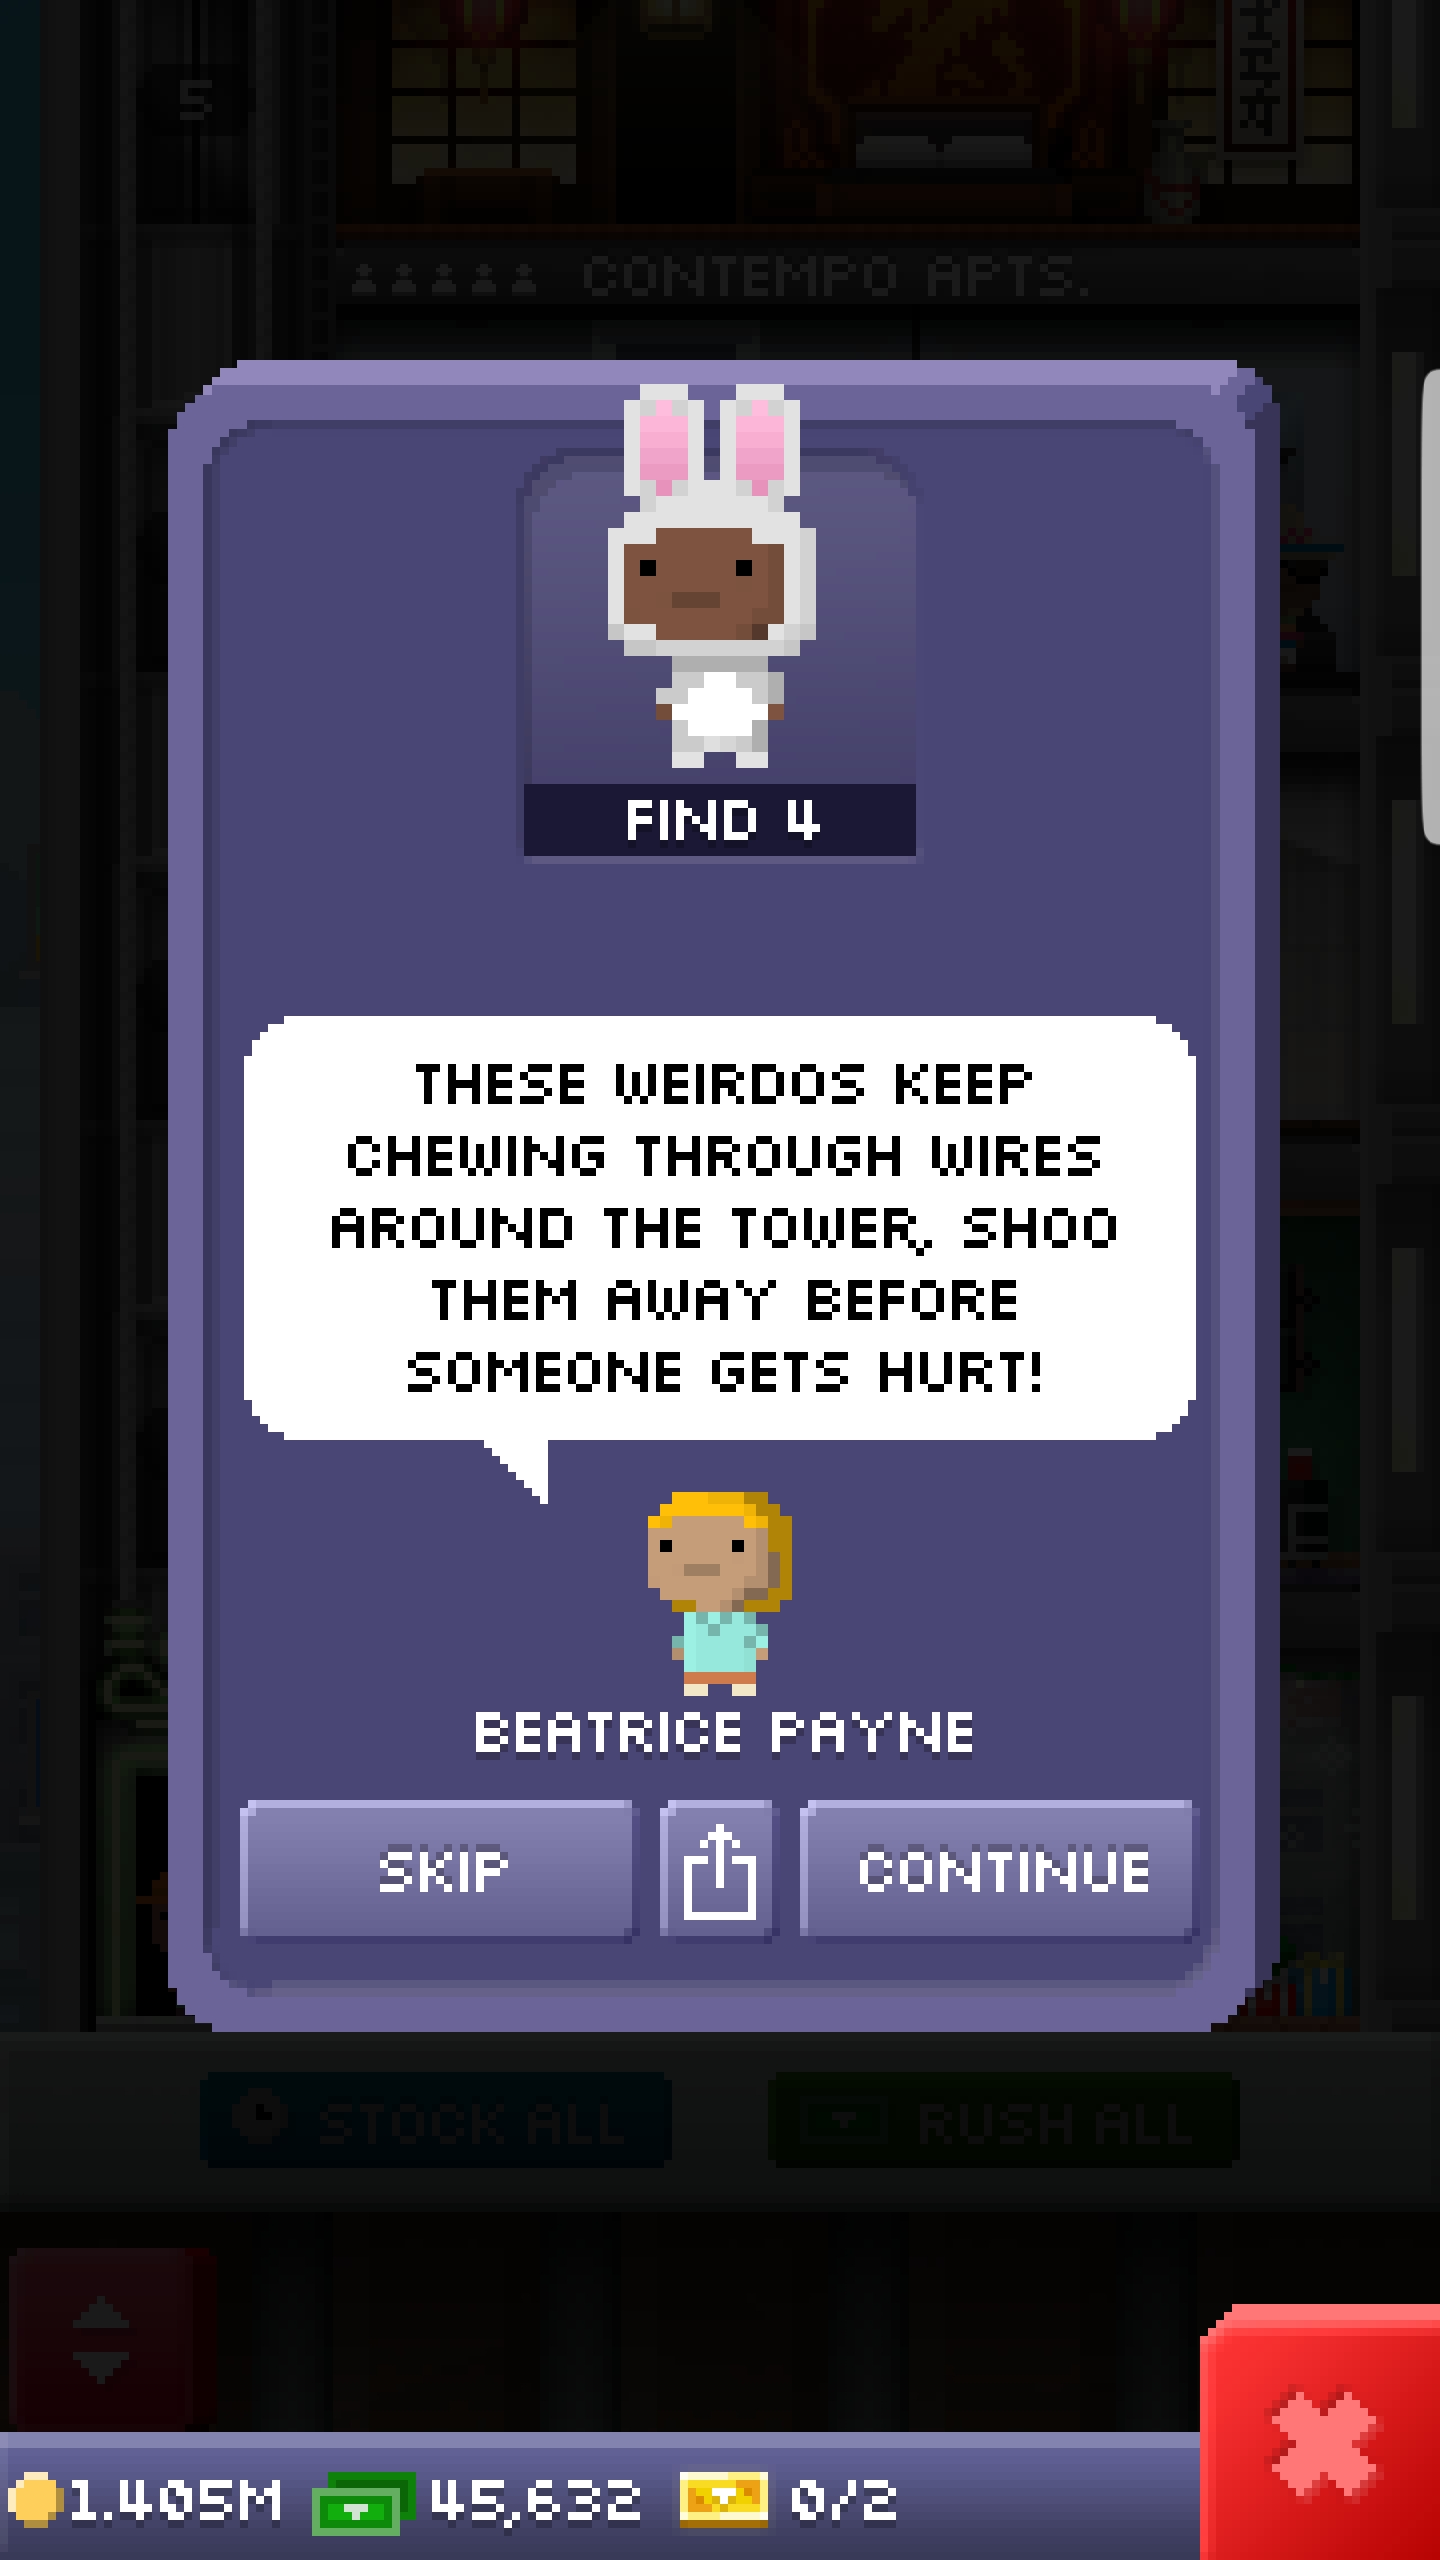 5
CONTEMPO APTS.
FIND 4
THESE WEIRDOS KEEP
CHEWING THROUGH WIRES
AROUND THE TOWER, SHOO
THEM AWAY BEFORE
SOMEONE GETS HURT!
BEATRICE PAYNE
SKIP
CONTINUE
STOCK ALL
RUSH ALL
1.405M
45,632
0/2